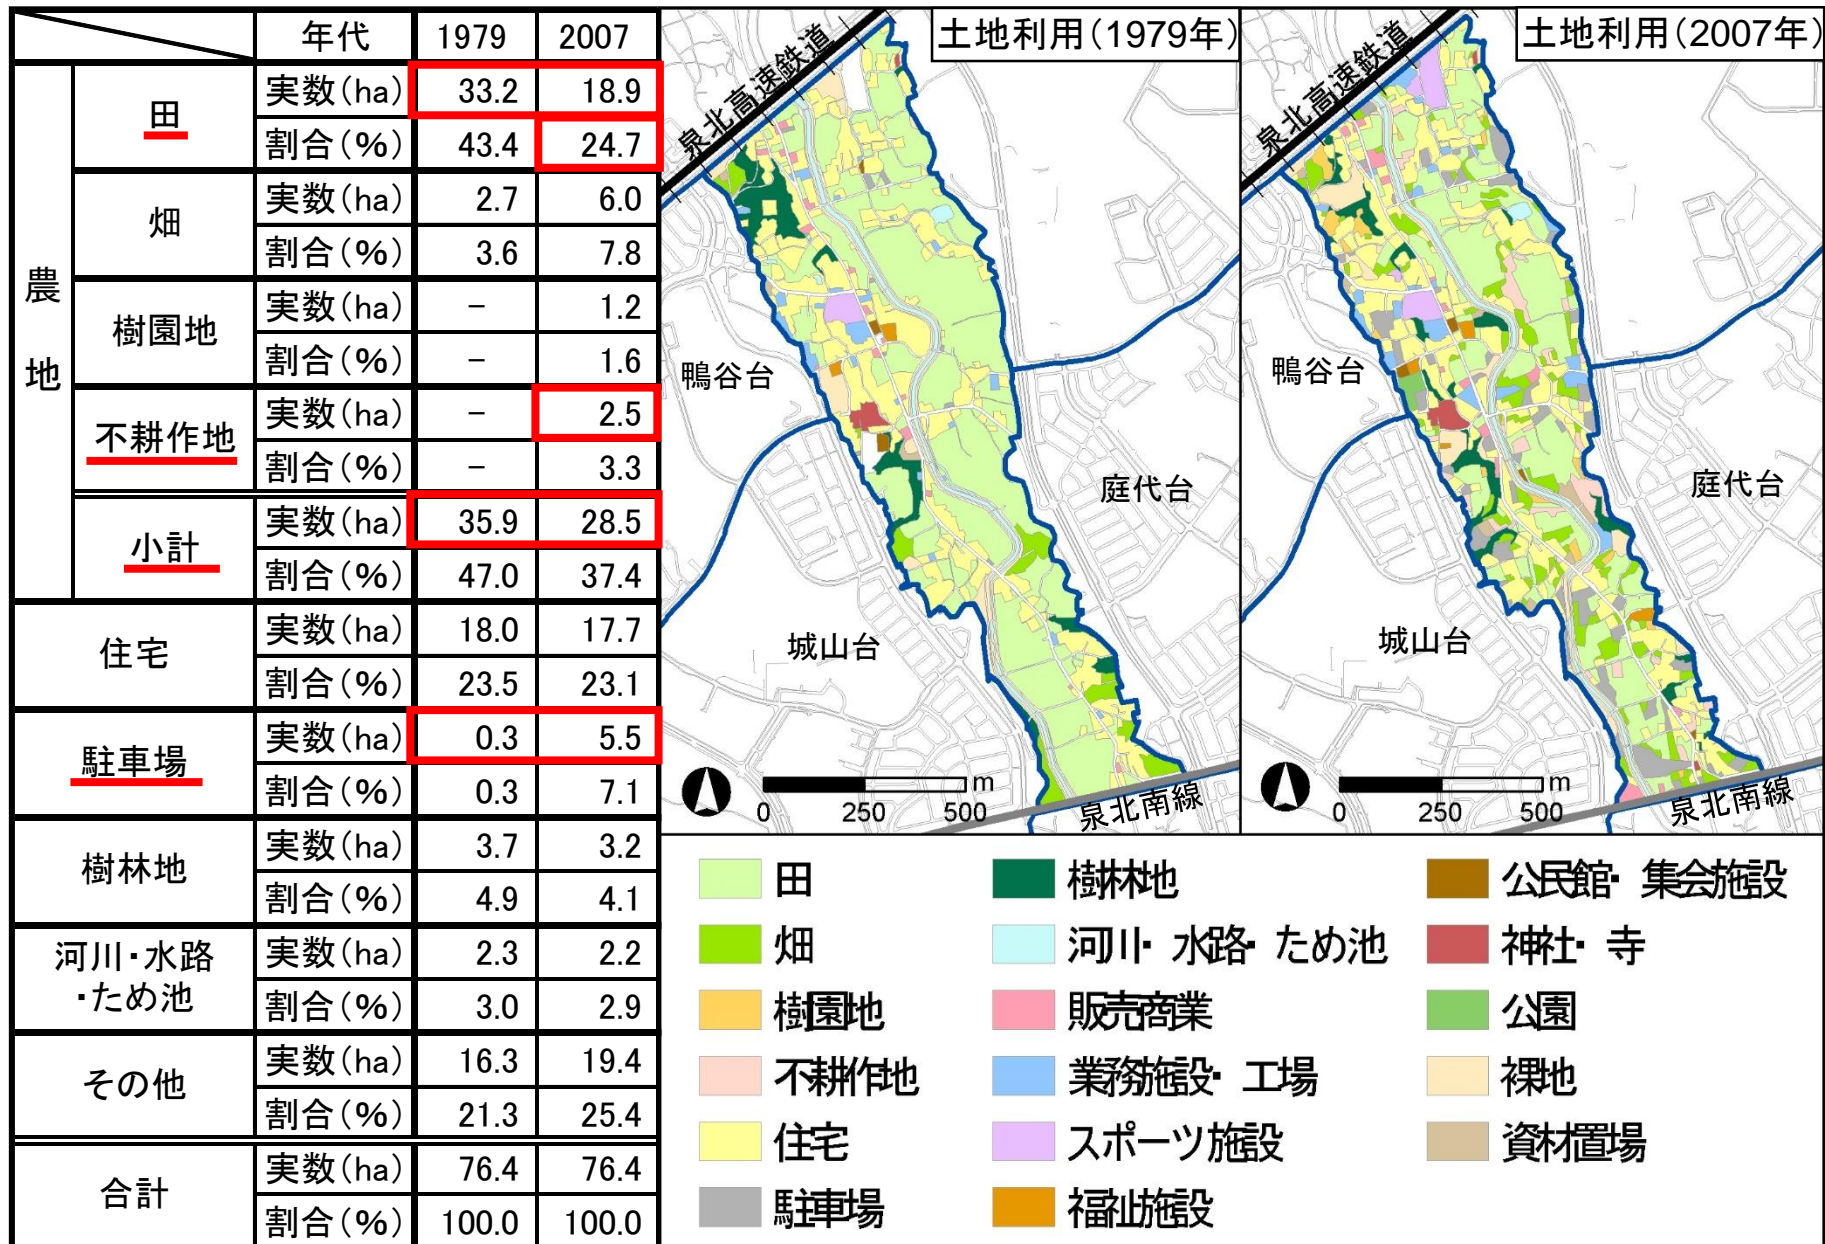 年代 1979 2007
農地
田 実数(ha) 33.2 18.9
割合(%) 43.4 24.7
畑 実数(ha) 2.7 6.0
割合(%) 3.6 7.8
樹園地 実数(ha) − 1.2
割合(%) − 1.6
不耕作地 実数(ha) − 2.5
割合(%) − 3.3
小計 実数(ha) 35.9 28.5
割合(%) 47.0 37.4
住宅 実数(ha) 18.0 17.7
割合(%) 23.5 23.1
駐車場 実数(ha) 0.3 5.5
割合(%) 0.3 7.1
樹林地 実数(ha) 3.7 3.2
割合(%) 4.9 4.1
河川・水路
・ため池
実数(ha) 2.3 2.2
割合(%) 3.0 2.9
その他 実数(ha) 16.3 19.4
割合(%) 21.3 25.4
合計 実数(ha) 76.4 76.4
割合(%) 100.0 100.0
土地利用(1979年)
泉北高速鉄道
鴨谷台
庭代台
城山台
0 250 500 m
泉北南線
土地利用(2007年)
泉北高速鉄道
鴨谷台
庭代台
城山台
0 250 500 m
泉北南線
田
畑
樹園地
不耕作地
住宅
駐車場
樹林地
河川・水路・ため池
販売商業
業務施設・工場
スポーツ施設
福祉施設
公民館・集会施設
神社・寺
公園
裸地
資材置場